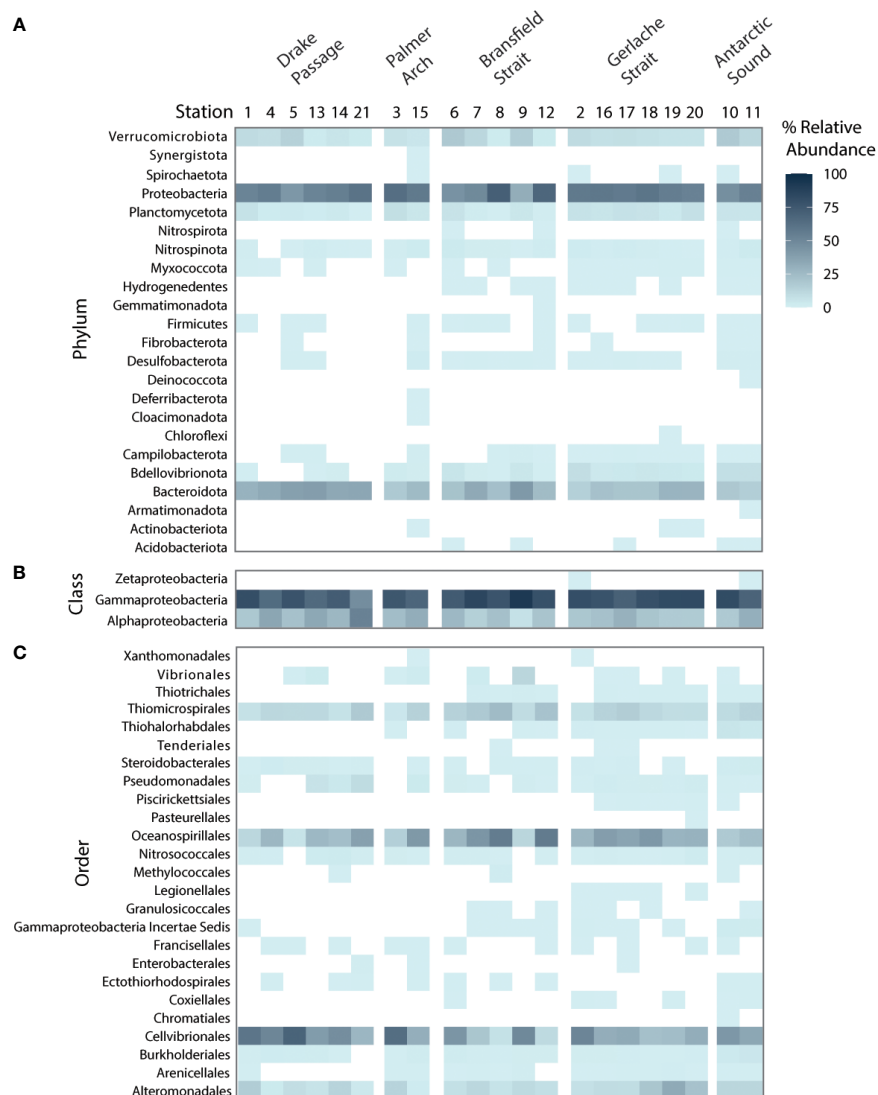 A
Drake
Passage
Palmer
Arch
Bransfield
Strait
Gerlache
Strait
Antarctic
Sound
Station 1 4 5 13 14 21 3 15 6 7 8 9 12 2 16 17 18 19 20 10 11
% Relative
Abundance
100
75
50
25
0
Phylum
Verrucomicrobiota
Synergistota
Spirochaetota
Proteobacteria
Planctomycetota
Nitrospirota
Nitrospinota
Myxococcota
Hydrogenedentes
Gemmatimonadota
Firmicutes
Fibrobacterota
Desulfobacterota
Deinococcota
Deferribacterota
Cloacimonadota
Chloroflexi
Campilobacterota
Bdellovibrionota
Bacteroidota
Armatimonadota
Actinobacteriota
Acidobacteriota
B
Class
Zetaproteobacteria
Gammaproteobacteria
Alphaproteobacteria
C
Order
Xanthomonadales
Vibrionales
Thiotrichales
Thiomicrospirales
Thiohalorhabdales
Tenderiales
Steroidobacterales
Pseudomonadales
Piscirickettsiales
Pasteurellales
Oceanospirillales
Nitrosococcales
Methylococcales
Legionellales
Granulosicoccales
Gammaproteobacteria Incertae Sedis
Francisellales
Enterobacterales
Ectothiorhodospirales
Coxiellales
Chromatiales
Cellvibrionales
Burkholderiales
Arenicellales
Alteromonadales